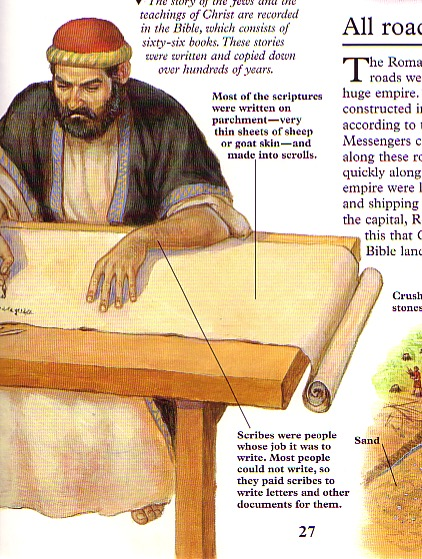 The story of the Jews and the
teachings of Christ are recorded
in the Bible, which consists of
sixty-six books. These stories
were written and copied down
over hundreds of years.
Most of the scriptures
were written on
parchment—very
thin sheets of sheep
or goat skin—and
made into scrolls.
Scribes were people
whose job it was to
write. Most people
could not write, so
they paid scribes to
write letters and other
documents for them.
27
All road
The Roma
roads we
huge empire.
constructed in
according to t
Messengers c
along these ro
quickly along
empire were l
and shipping
the capital, R
this that C
Bible land
Crush
stones
Sand